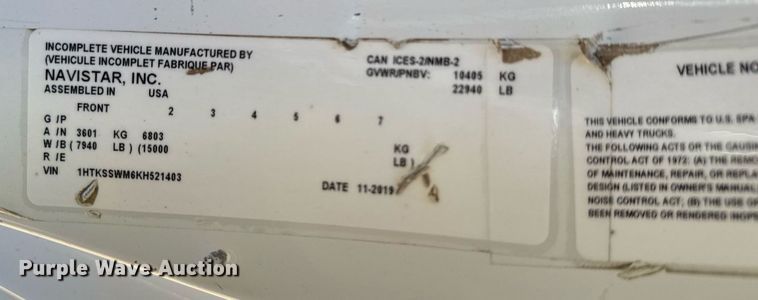 INCOMPLETE VEHICLE MANUFACTURED BY
(VEHICULE INCOMPLET FABRIQUE PAR)
NAVISTAR, INC.
ASSEMBLED IN USA
CAN ICES-2/NMB-2
GVWR/PNBV: 10405 KG
22940 LB
FRONT 2 3 4 5 6 7
G /P
A /N 3601 KG 6803 KG
W /B ( 7940 LB ) (15000 LB )
R /E
VIN 1HTKSSWM6KH521403
DATE 11-2019
VEHICLE NO
THIS VEHICLE CONFORMS TO U.S. EPA
AND HEAVY TRUCKS.
THE FOLLOWING ACTS OR THE CAUSIN
CONTROL ACT OF 1972: (A) THE REMO
OF MAINTENANCE, REPAIR, OR REPLA
DESIGN (LISTED IN OWNER'S MANUAL
NOISE CONTROL ACT; (B) THE USE OF
BEEN REMOVED OR RENDERED INOPE
Purple Wave Auction